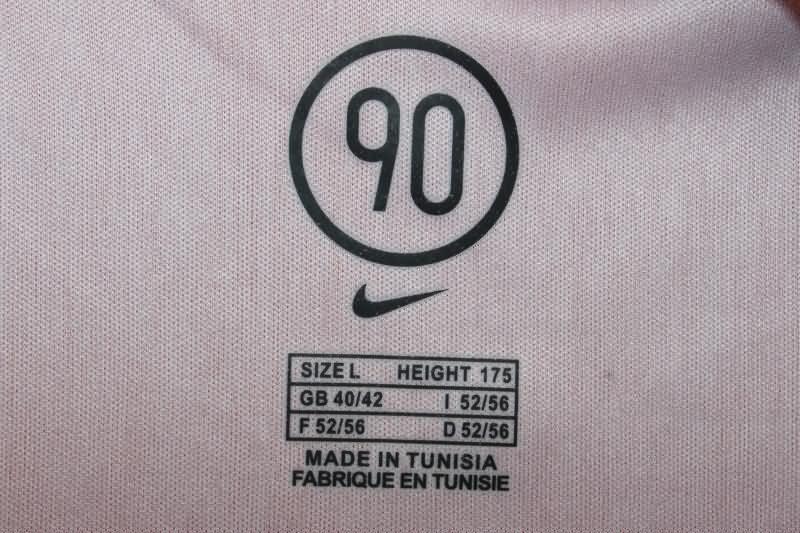 90
SIZE L HEIGHT 175
GB 40/42 I 52/56
F 52/56 D 52/56
MADE IN TUNISIA
FABRIQUE EN TUNISIE